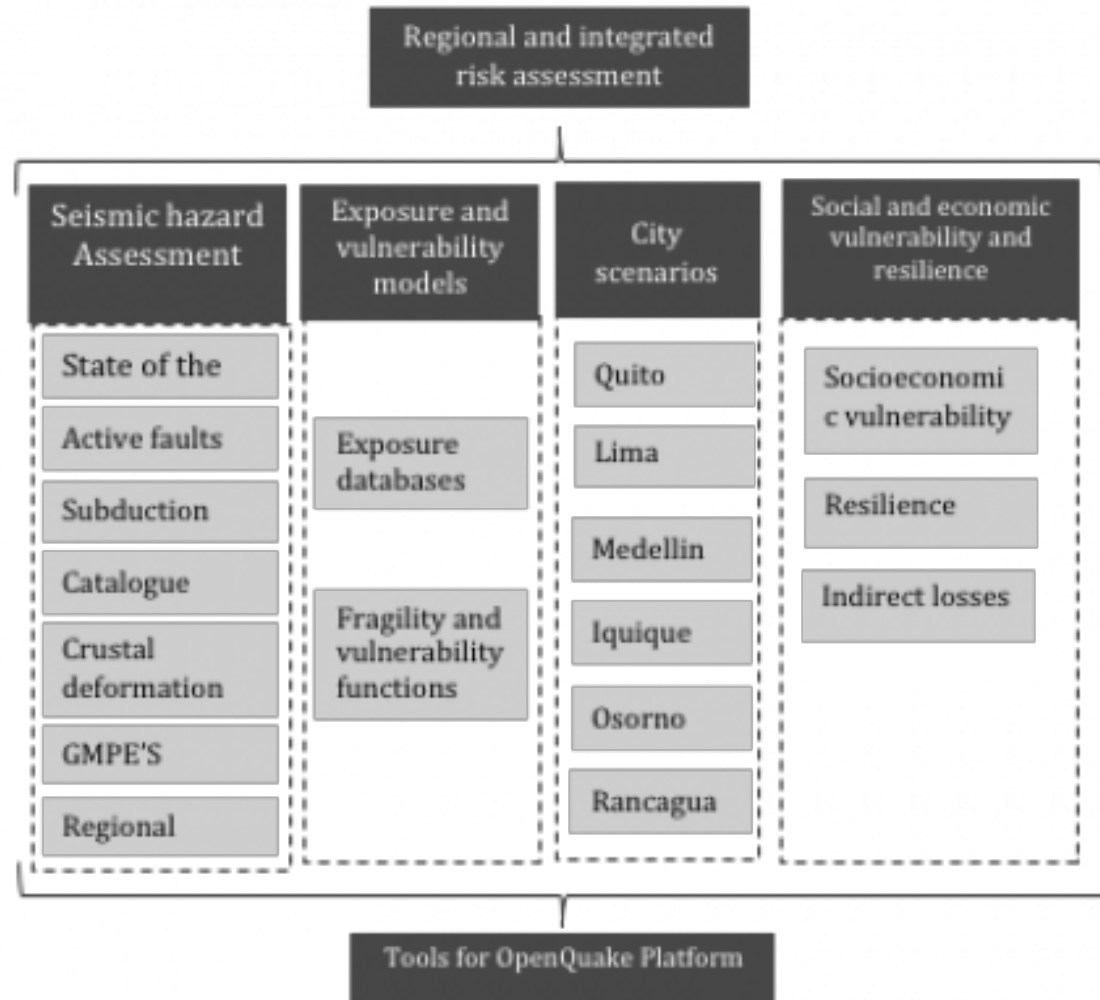 Regional and integrated
risk assessment
Seismic hazard
Assessment
State of the
Active faults
Subduction
Catalogue
Crustal
deformation
GMPE'S
Regional
Exposure and
vulnerability
models
Exposure
databases
Fragility and
vulnerability
functions
City
scenarios
Quito
Lima
Medellin
Iquique
Osorno
Rancagua
Social and economic
vulnerability and
resilience
Socioeconomi
c vulnerability
Resilience
Indirect losses
Tools for OpenQuake Platform